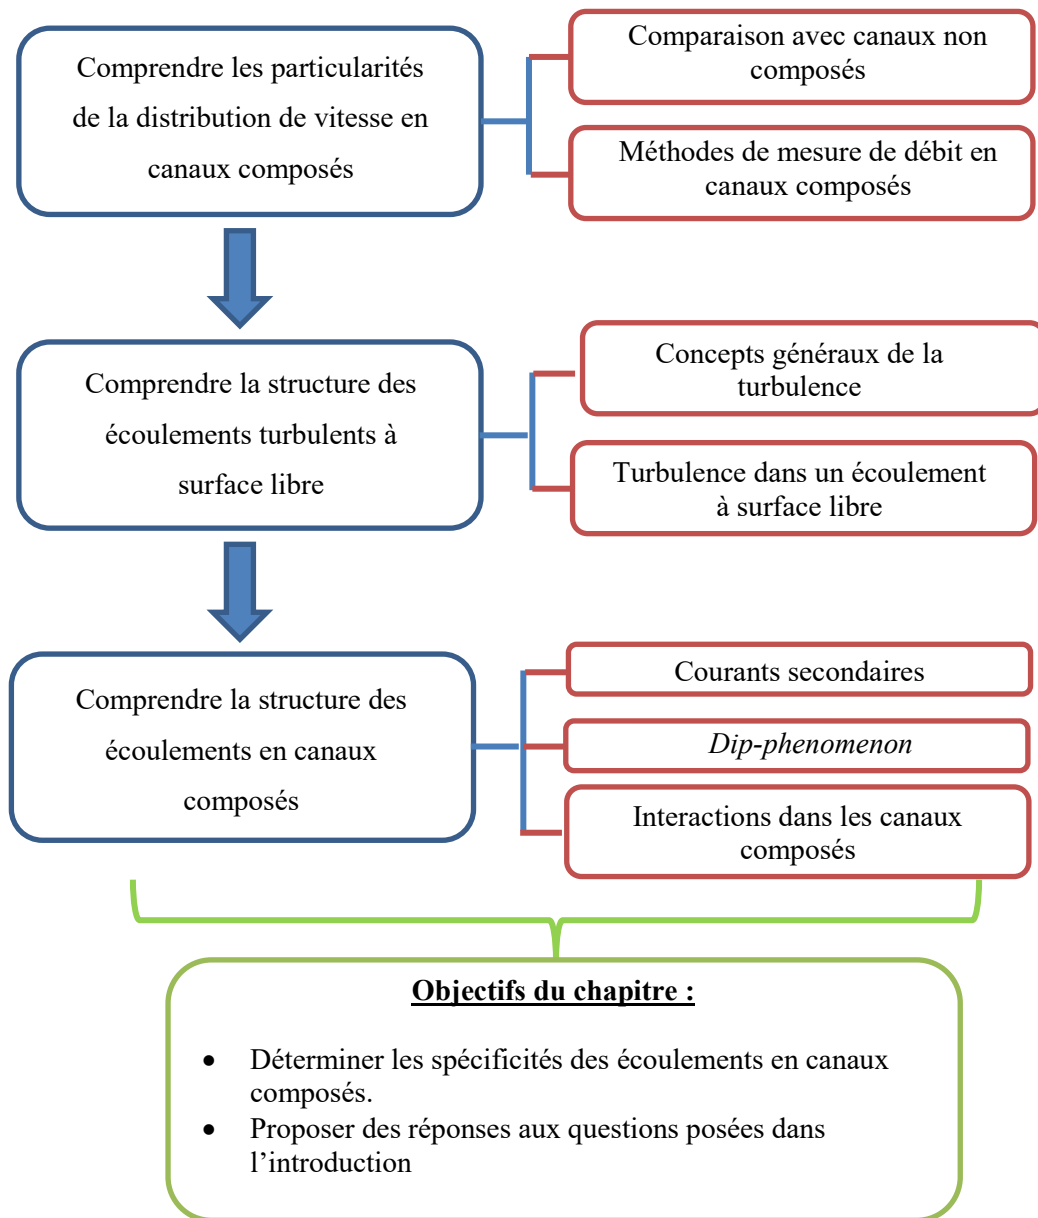 Comprendre les particularités
de la distribution de vitesse en
canaux composés
Comparaison avec canaux non
composés
Méthodes de mesure de débit en
canaux composés
Comprendre la structure des
écoulements turbulents à
surface libre
Concepts généraux de la
turbulence
Turbulence dans un écoulement
à surface libre
Comprendre la structure des
écoulements en canaux
composés
Courants secondaires
Dip-phenomenon
Interactions dans les canaux
composés
Objectifs du chapitre :
• Déterminer les spécificités des écoulements en canaux
composés.
• Proposer des réponses aux questions posées dans
l’introduction